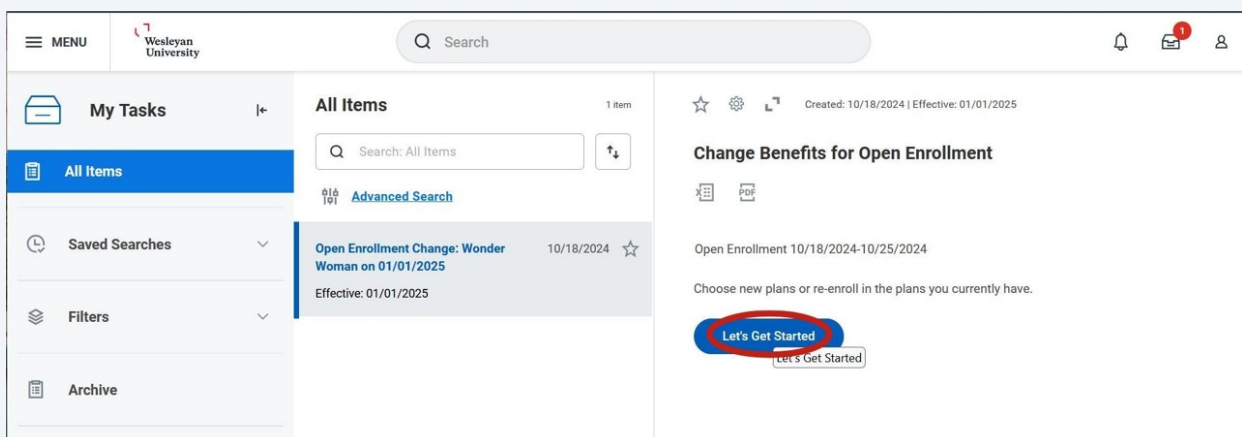 MENU
Wesleyan
University
Search
1
My Tasks
All Items
Saved Searches
Filters
Archive
All Items
1 item
Search: All Items
Advanced Search
Open Enrollment Change: Wonder
Woman on 01/01/2025
10/18/2024
Effective: 01/01/2025
Created: 10/18/2024 | Effective: 01/01/2025
Change Benefits for Open Enrollment
X
PDF
Open Enrollment 10/18/2024-10/25/2024
Choose new plans or re-enroll in the plans you currently have.
Let's Get Started
Let's Get Started